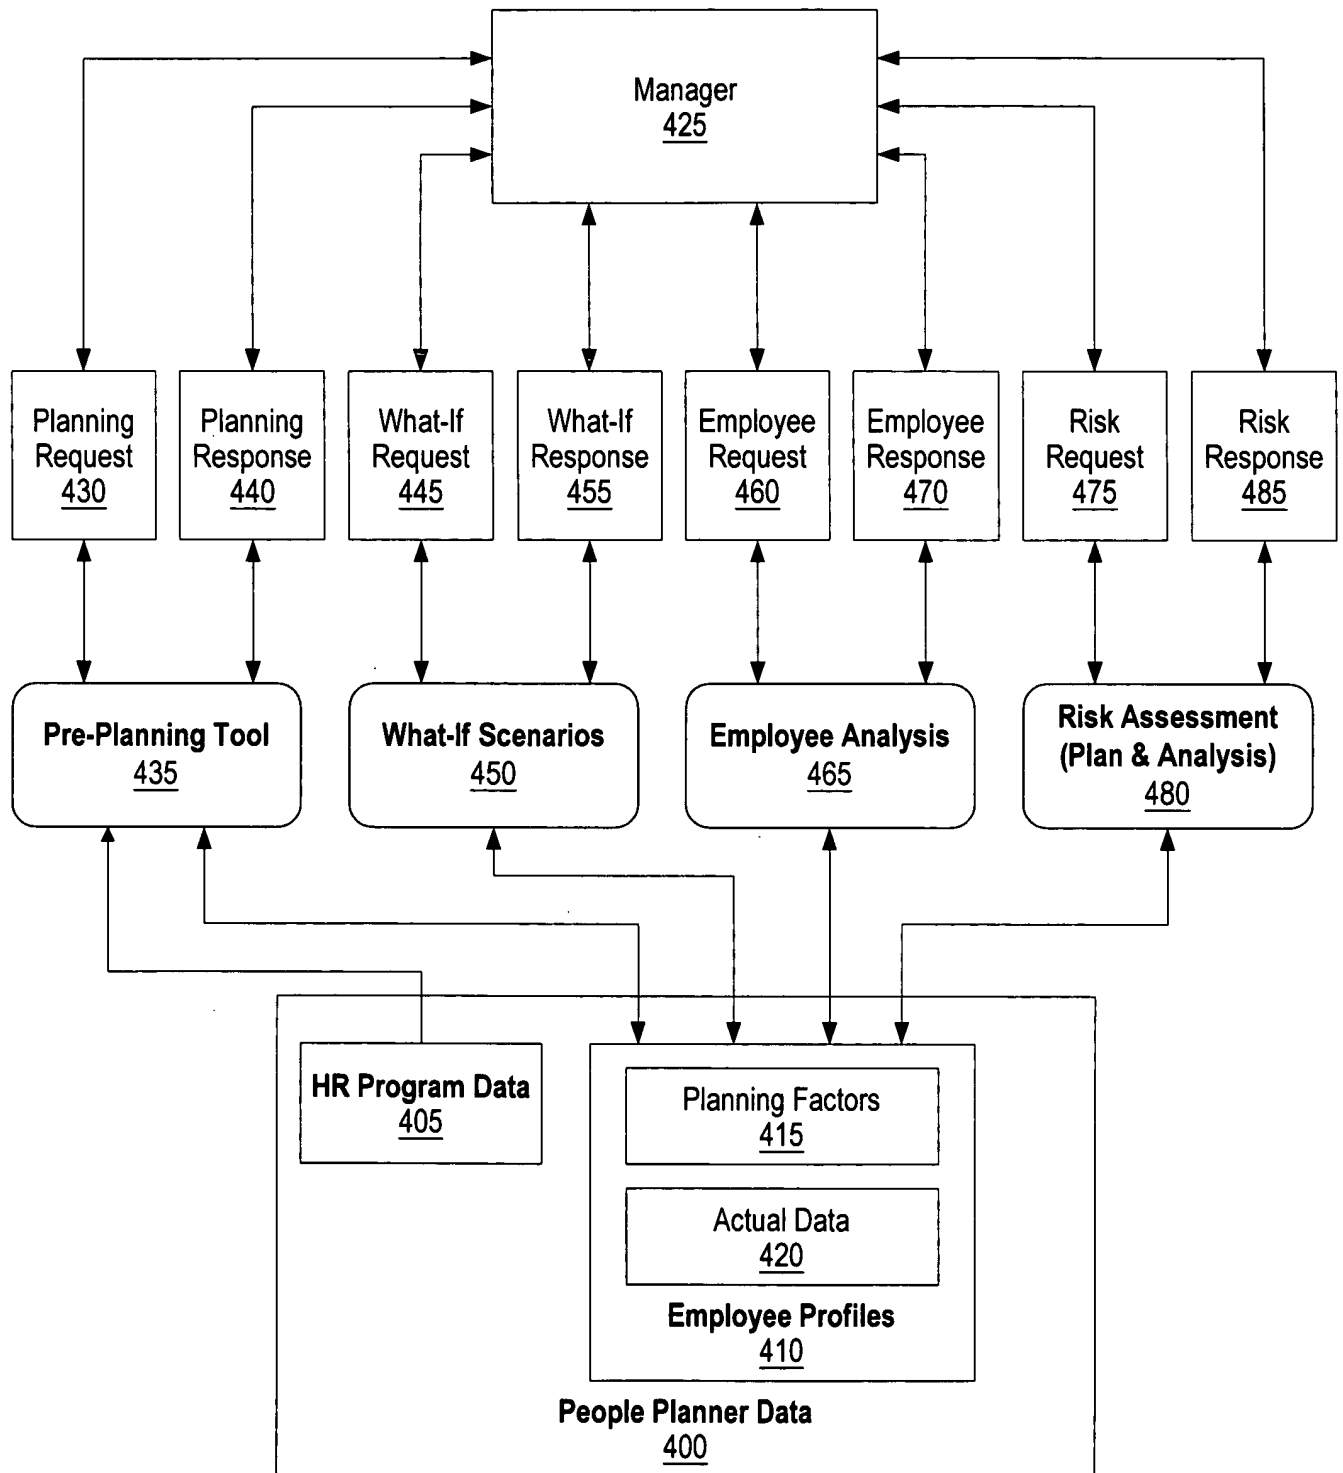 Manager
425
Planning
Request
430
Planning
Response
440
What-If
Request
445
What-If
Response
455
Employee
Request
460
Employee
Response
470
Risk
Request
475
Risk
Response
485
Pre-Planning Tool
435
What-If Scenarios
450
Employee Analysis
465
Risk Assessment
(Plan & Analysis)
480
HR Program Data
405
Planning Factors
415
Actual Data
420
Employee Profiles
410
People Planner Data
400